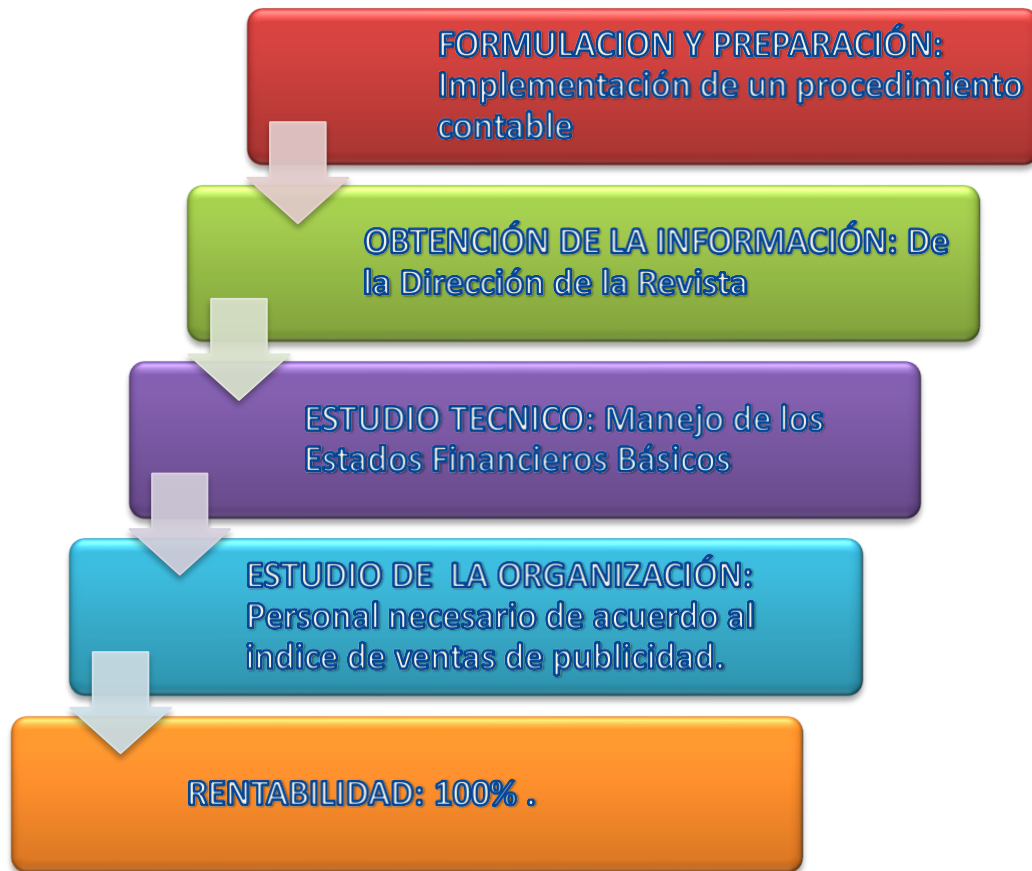 FORMULACION Y PREPARACIÓN:
Implementación de un procedimiento
contable
OBTENCIÓN DE LA INFORMACIÓN: De
la Dirección de la Revista
ESTUDIO TECNICO: Manejo de los
Estados Financieros Básicos
ESTUDIO DE LA ORGANIZACIÓN:
Personal necesario de acuerdo al
indice de ventas de publicidad.
RENTABILIDAD: 100% .